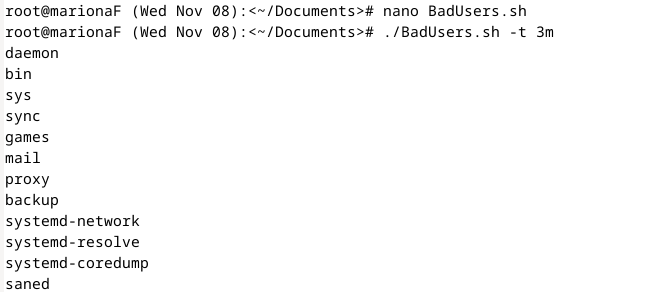 root@marionaF (Wed Nov 08):<~/Documents># nano BadUsers.sh
root@marionaF (Wed Nov 08):<~/Documents># ./BadUsers.sh -t 3m
daemon
bin
sys
sync
games
mail
proxy
backup
systemd-network
systemd-resolve
systemd-coredump
saned